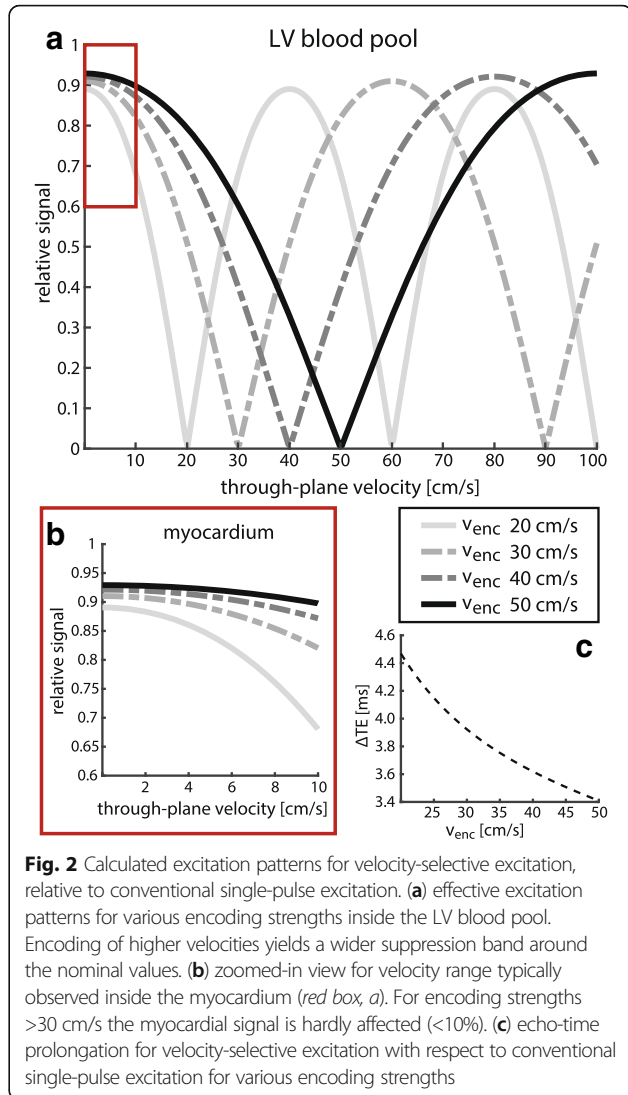 a
LV blood pool
1
0.9
0.8
0.7
0.6
0.5
0.4
0.3
0.2
0.1
0
relative signal
10 20 30 40 50 60 70 80 90 100
through-plane velocity [cm/s]
b
myocardium
1
0.95
0.9
0.85
0.8
0.75
0.7
0.65
0.6
relative signal
2 4 6 8 10
through-plane velocity [cm/s]
venc 20 cm/s
venc 30 cm/s
venc 40 cm/s
venc 50 cm/s
c
4.6
4.4
4.2
4.0
3.8
3.6
3.4
ΔTE [ms]
25 30 35 40 45 50
venc [cm/s]
Fig. 2 Calculated excitation patterns for velocity-selective excitation,
relative to conventional single-pulse excitation. (a) effective excitation
patterns for various encoding strengths inside the LV blood pool.
Encoding of higher velocities yields a wider suppression band around
the nominal values. (b) zoomed-in view for velocity range typically
observed inside the myocardium (red box, a). For encoding strengths
>30 cm/s the myocardial signal is hardly affected (<10%). (c) echo-time
prolongation for velocity-selective excitation with respect to conventional
single-pulse excitation for various encoding strengths